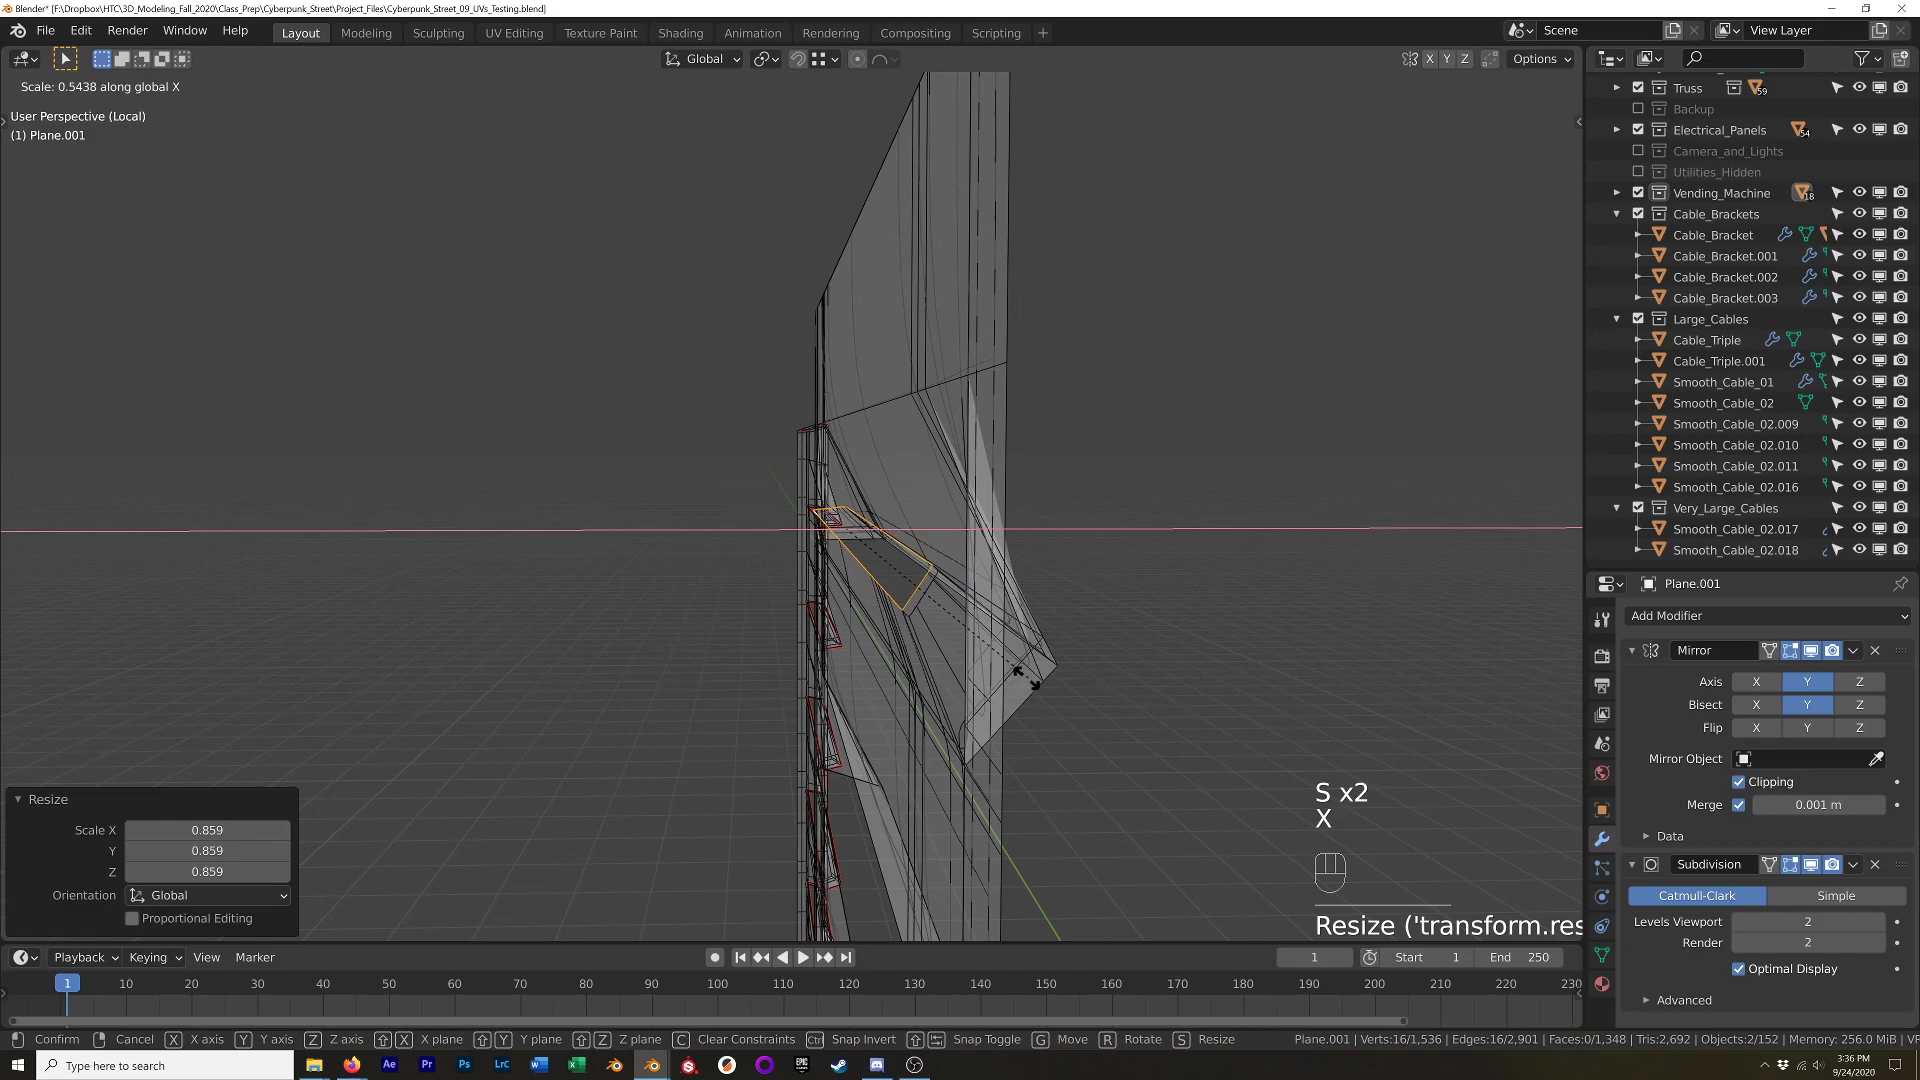 Blender* [F:\Dropbox\HTC\3D_Modeling_Fall_2020\Class_Prep\Cyberpunk_Street\Project_Files\Cyberpunk_Street_09_UVs_Testing.blend]
File Edit Render Window Help Layout Modeling Sculpting UV Editing Texture Paint Shading Animation Rendering Compositing Scripting + Scene View Layer
Global X Y Z Options
Scale: 0.5438 along global X
User Perspective (Local)
(1) Plane.001
Truss 59
Backup
Electrical_Panels 54
Camera_and_Lights
Utilities_Hidden
Vending_Machine 18
Cable_Brackets
Cable_Bracket
Cable_Bracket.001
Cable_Bracket.002
Cable_Bracket.003
Large_Cables
Cable_Triple
Cable_Triple.001
Smooth_Cable_01
Smooth_Cable_02
Smooth_Cable_02.009
Smooth_Cable_02.010
Smooth_Cable_02.011
Smooth_Cable_02.016
Very_Large_Cables
Smooth_Cable_02.017
Smooth_Cable_02.018
Plane.001
Add Modifier
Mirror
Axis X Y Z
Bisect X Y Z
Flip X Y Z
Mirror Object
Clipping
Merge 0.001 m
Data
Subdivision
Catmull-Clark Simple
Levels Viewport 2
Render 2
Optimal Display
Advanced
S x2
X
Resize ('transform.res
Resize
Scale X 0.859
Y 0.859
Z 0.859
Orientation Global
Proportional Editing
Playback Keying View Marker 1 Start 1 End 250
1 10 20 30 40 50 60 70 80 90 100 110 120 130 140 150 160 170 180 190 200 210 220 230
Confirm Cancel X X axis Y Y axis Z Z axis X X plane Y Y plane Z Z plane C Clear Constraints Ctrl Snap Invert Snap Toggle G Move R Rotate S Resize Plane.001 | Verts:16/1,536 | Edges:16/2,901 | Faces:0/1,348 | Tris:2,692 | Objects:2/152 | Memory: 256.0 MiB | VR
Type here to search Ae Pr Ps Lrc EPIC GAMES 3:36 PM
9/24/2020